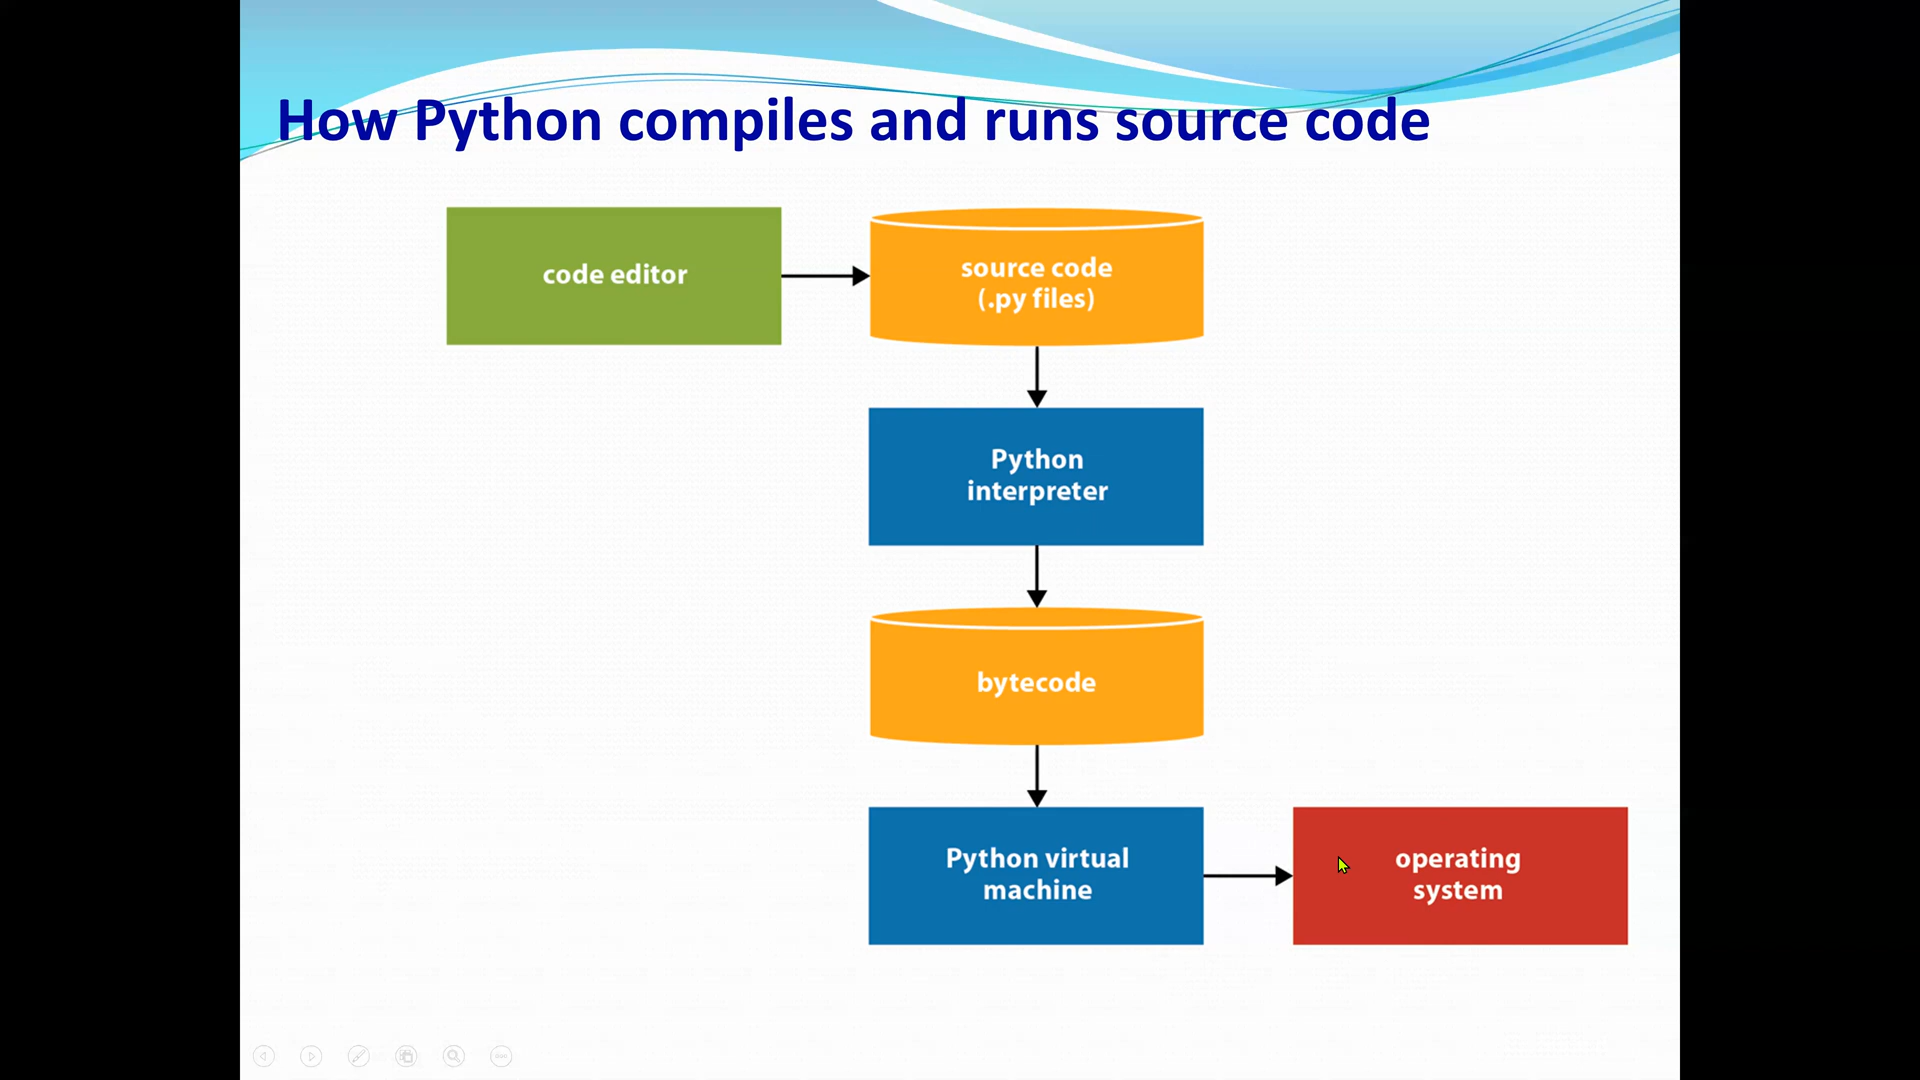 How Python compiles and runs source code
code editor
source code
(.py files)
Python
interpreter
bytecode
Python virtual
machine
operating
system